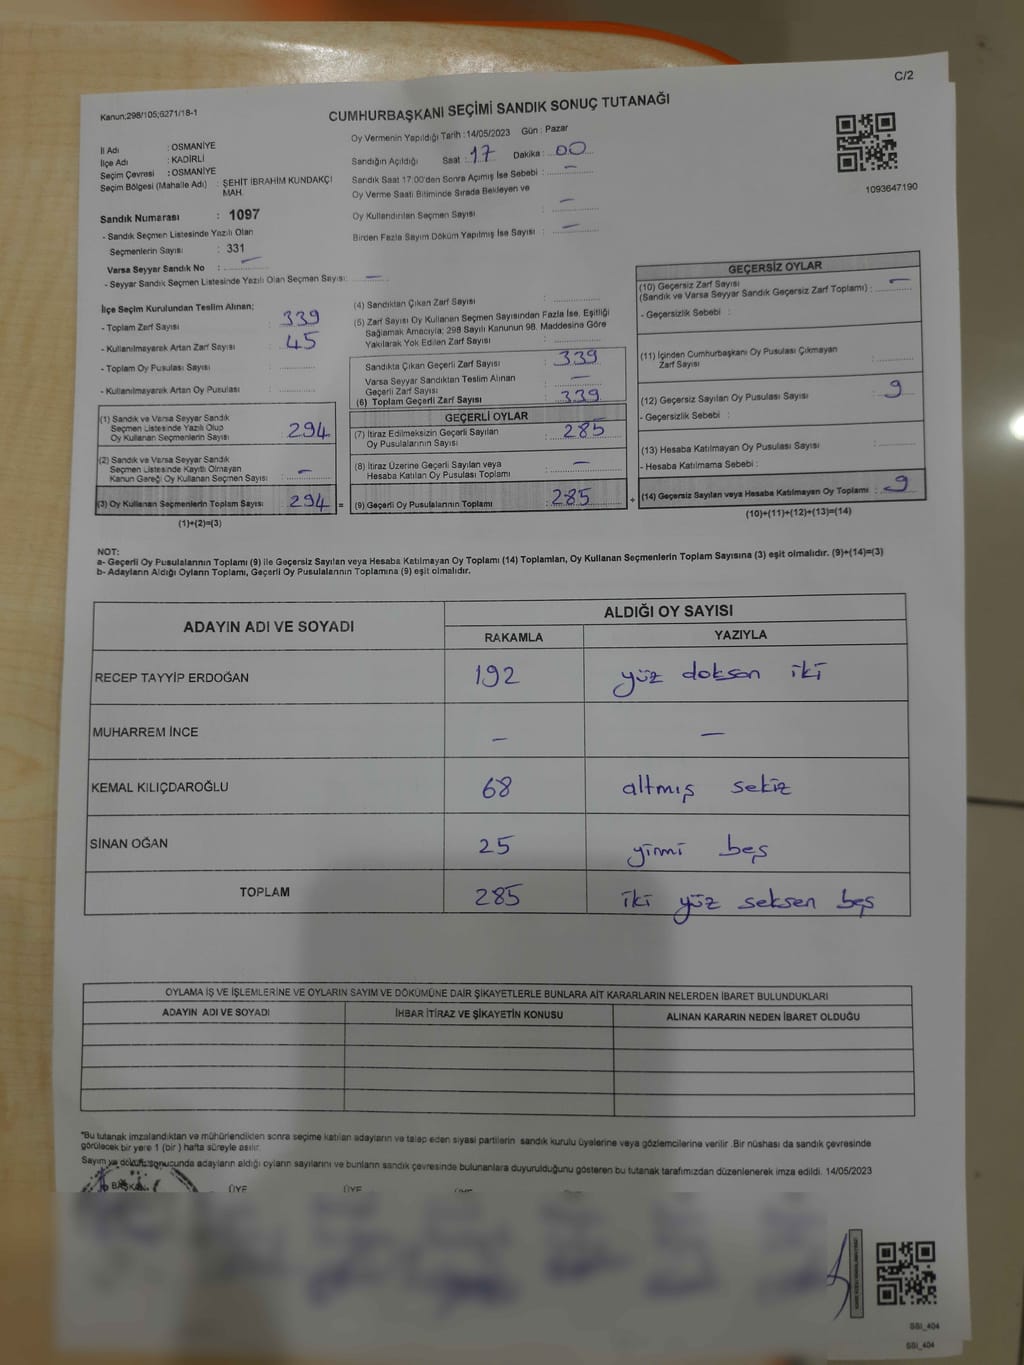 C/2
Kanun:298/105;6271/18-1
CUMHURBAŞKANI SEÇİMİ SANDIK SONUÇ TUTANAĞI
İl Adı : OSMANİYE
İlçe Adı : KADİRLİ
Seçim Çevresi : OSMANİYE
Seçim Bölgesi (Mahalle Adı) : ŞEHİT İBRAHİM KUNDAKÇI MAH.
Sandık Numarası : 1097
- Sandık Seçmen Listesinde Yazılı Olan
Seçmenlerin Sayısı : 331
Varsa Seyyar Sandık No : —
- Seyyar Sandık Seçmen Listesinde Yazılı Olan Seçmen Sayısı: —
Oy Vermenin Yapıldığı Tarih :14/05/2023 Gün : Pazar
Sandığın Açıldığı Saat : 17 Dakika : 00
Sandık Saat 17:00'den Sonra Açımış İse Sebebi : —
Oy Verme Saati Bitiminde Sırada Bekleyen ve
Oy Kullandırılan Seçmen Sayısı : —
Birden Fazla Sayım Döküm Yapılmış İse Sayısı : —
1093647190
İlçe Seçim Kurulundan Teslim Alınan;
- Toplam Zarf Sayısı : 339
- Kullanılmayarak Artan Zarf Sayısı : 45
- Toplam Oy Pusulası Sayısı :
- Kullanılmayarak Artan Oy Pusulası :
(1) Sandık ve Varsa Seyyar Sandık
Seçmen Listesinde Yazılı Olup
Oy Kullanan Seçmenlerin Sayısı : 294
(2) Sandık ve Varsa Seyyar Sandık
Seçmen Listesinde Kayıtlı Olmayan
Kanun Gereği Oy Kullanan Seçmen Sayısı : —
(3) Oy Kullanan Seçmenlerin Toplam Sayısı : 294 =
(1)+(2)=(3)
(4) Sandıktan Çıkan Zarf Sayısı :
(5) Zarf Sayısı Oy Kullanan Seçmen Sayısından Fazla İse, Eşitliği
Sağlamak Amacıyla; 298 Sayılı Kanunun 98. Maddesine Göre
Yakılarak Yok Edilen Zarf Sayısı :
Sandıkta Çıkan Geçerli Zarf Sayısı : 339
Varsa Seyyar Sandıktan Teslim Alınan
Geçerli Zarf Sayısı : —
(6) Toplam Geçerli Zarf Sayısı : 339
GEÇERLİ OYLAR
(7) İtiraz Edilmeksizin Geçerli Sayılan
Oy Pusulalarının Sayısı : 285
(8) İtiraz Üzerine Geçerli Sayılan veya
Hesaba Katılan Oy Pusulası Toplamı : —
(9) Geçerli Oy Pusulalarının Toplamı : 285 +
GEÇERSİZ OYLAR
(10) Geçersiz Zarf Sayısı
(Sandık ve Varsa Seyyar Sandık Geçersiz Zarf Toplamı) : —
- Geçersizlik Sebebi :
(11) İçinden Cumhurbaşkanı Oy Pusulası Çıkmayan
Zarf Sayısı :
(12) Geçersiz Sayılan Oy Pusulası Sayısı : 9
- Geçersizlik Sebebi :
(13) Hesaba Katılmayan Oy Pusulası Sayısı :
- Hesaba Katılmama Sebebi :
(14) Geçersiz Sayılan veya Hesaba Katılmayan Oy Toplamı : 9
(10)+(11)+(12)+(13)=(14)
NOT:
a- Geçerli Oy Pusulalarının Toplamı (9) ile Geçersiz Sayılan veya Hesaba Katılmayan Oy Toplamı (14) Toplamları, Oy Kullanan Seçmenlerin Toplam Sayısına (3) eşit olmalıdır. (9)+(14)=(3)
b- Adayların Aldığı Oyların Toplamı, Geçerli Oy Pusulalarının Toplamına (9) eşit olmalıdır.
ADAYIN ADI VE SOYADI ALDIĞI OY SAYISI
RAKAMLA YAZIYLA
RECEP TAYYİP ERDOĞAN 192 yüz doksan iki
MUHARREM İNCE — —
KEMAL KILIÇDAROĞLU 68 altmış sekiz
SİNAN OĞAN 25 yirmi beş
TOPLAM 285 iki yüz seksen beş
OYLAMA İŞ VE İŞLEMLERİNE VE OYLARIN SAYIM VE DÖKÜMÜNE DAİR ŞİKAYETLERLE BUNLARA AİT KARARLARIN NELERDEN İBARET BULUNDUKLARI
ADAYIN ADI VE SOYADI İHBAR İTİRAZ VE ŞİKAYETİN KONUSU ALINAN KARARIN NEDEN İBARET OLDUĞU
*Bu tutanak imzalandıktan ve mühürlendikten sonra seçime katılan adayların ve talep eden siyasi partilerin sandık kurulu üyelerine veya gözlemcilerine verilir .Bir nüshası da sandık çevresinde
görülecek bir yere 1 (bir ) hafta süreyle asılır.
Sayım ve döküm sonucunda adayların aldığı oyların sayılarını ve bunların sandık çevresinde bulunanlara duyurulduğunu gösteren bu tutanak tarafımızdan düzenlenerek imza edildi. 14/05/2023
BAŞKAN ÜYE ÜYE ÜYE
SSI_404
SSI_404